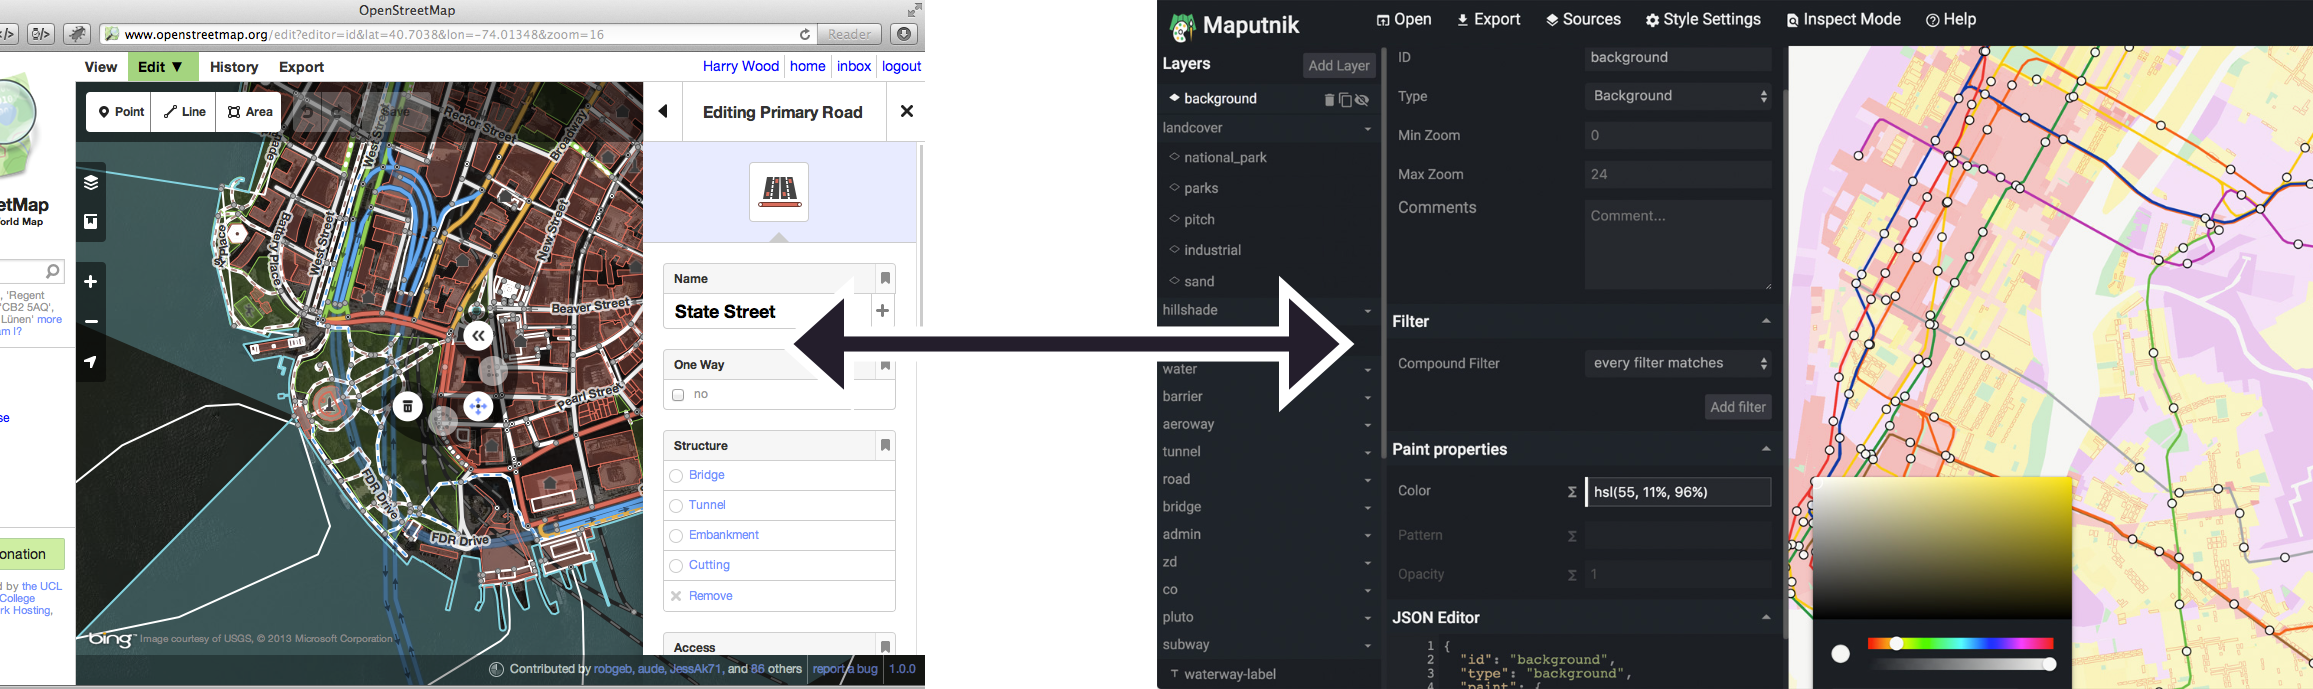 OpenStreetMap
www.openstreetmap.org/edit?editor=id&lat=40.7038&lon=-74.01348&zoom=16
Reader
View
Edit ▼
History
Export
Harry Wood
home
inbox
logout
Point
Line
Area
Save
Editing Primary Road
etMap
orld Map
, 'Regent
'CB2 5AQ',
Lünen' more
am I?
se
onation
d by the UCL
College
rk Hosting,
Rector Street
Broadway
West Street
Battery Place
West Street
New Street
Beaver Street
Pearl Street
FDR Drive
FDR Drive
Name
State Street
One Way
no
Structure
Bridge
Tunnel
Embankment
Cutting
Remove
Access
bing
Image courtesy of USGS, © 2013 Microsoft Corporation
Contributed by robgeb, aude, JessAk71, and 86 others
report a bug
1.0.0
Maputnik
Open
Export
Sources
Style Settings
Inspect Mode
Help
Layers
Add Layer
background
landcover
national_park
parks
pitch
industrial
sand
hillshade
water
barrier
aeroway
tunnel
road
bridge
admin
zd
co
pluto
subway
waterway-label
ID
background
Type
Background
Min Zoom
0
Max Zoom
24
Comments
Comment...
Filter
Compound Filter
every filter matches
Add filter
Paint properties
Color
hsl(55, 11%, 96%)
Pattern
Opacity
1
JSON Editor
1 {
2 "id": "background",
3 "type": "background",
4 "paint": {